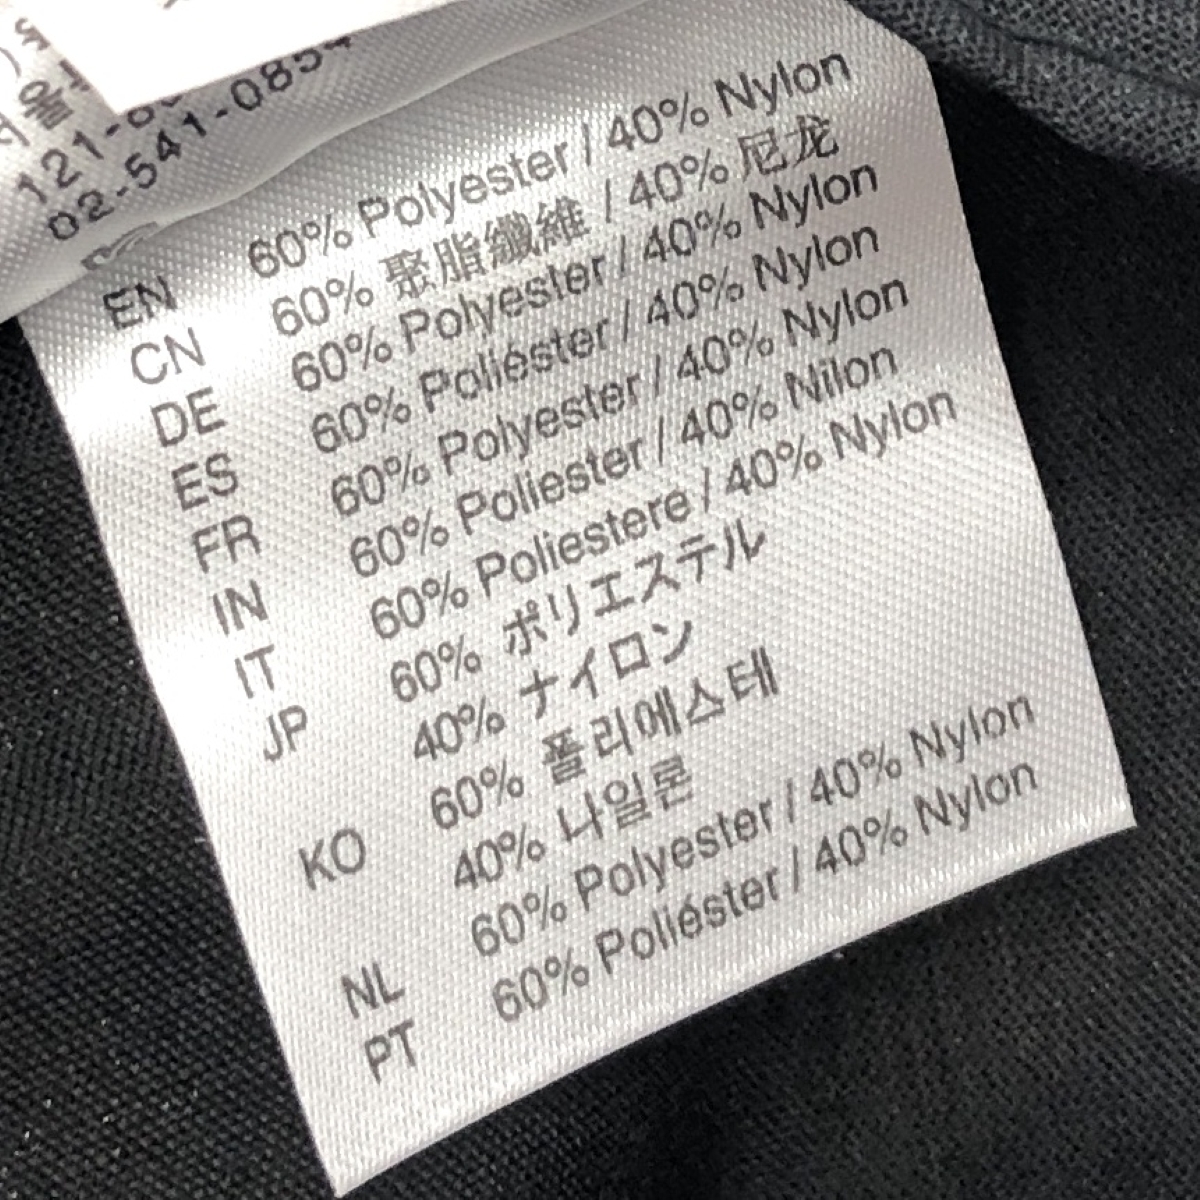 02-541-0854
EN 60% Polyester / 40% Nylon
CN 60% 聚脂纖維 / 40% 尼龙
DE 60% Polyester / 40% Nylon
ES 60% Poliéster / 40% Nylon
FR 60% Polyester / 40% Nylon
IN 60% Poliester / 40% Nilon
IT 60% Poliestere / 40% Nylon
JP 60% ポリエステル
40% ナイロン
KO 60% 폴리에스테
40% 나일론
NL 60% Polyester / 40% Nylon
PT 60% Poliéster / 40% Nylon